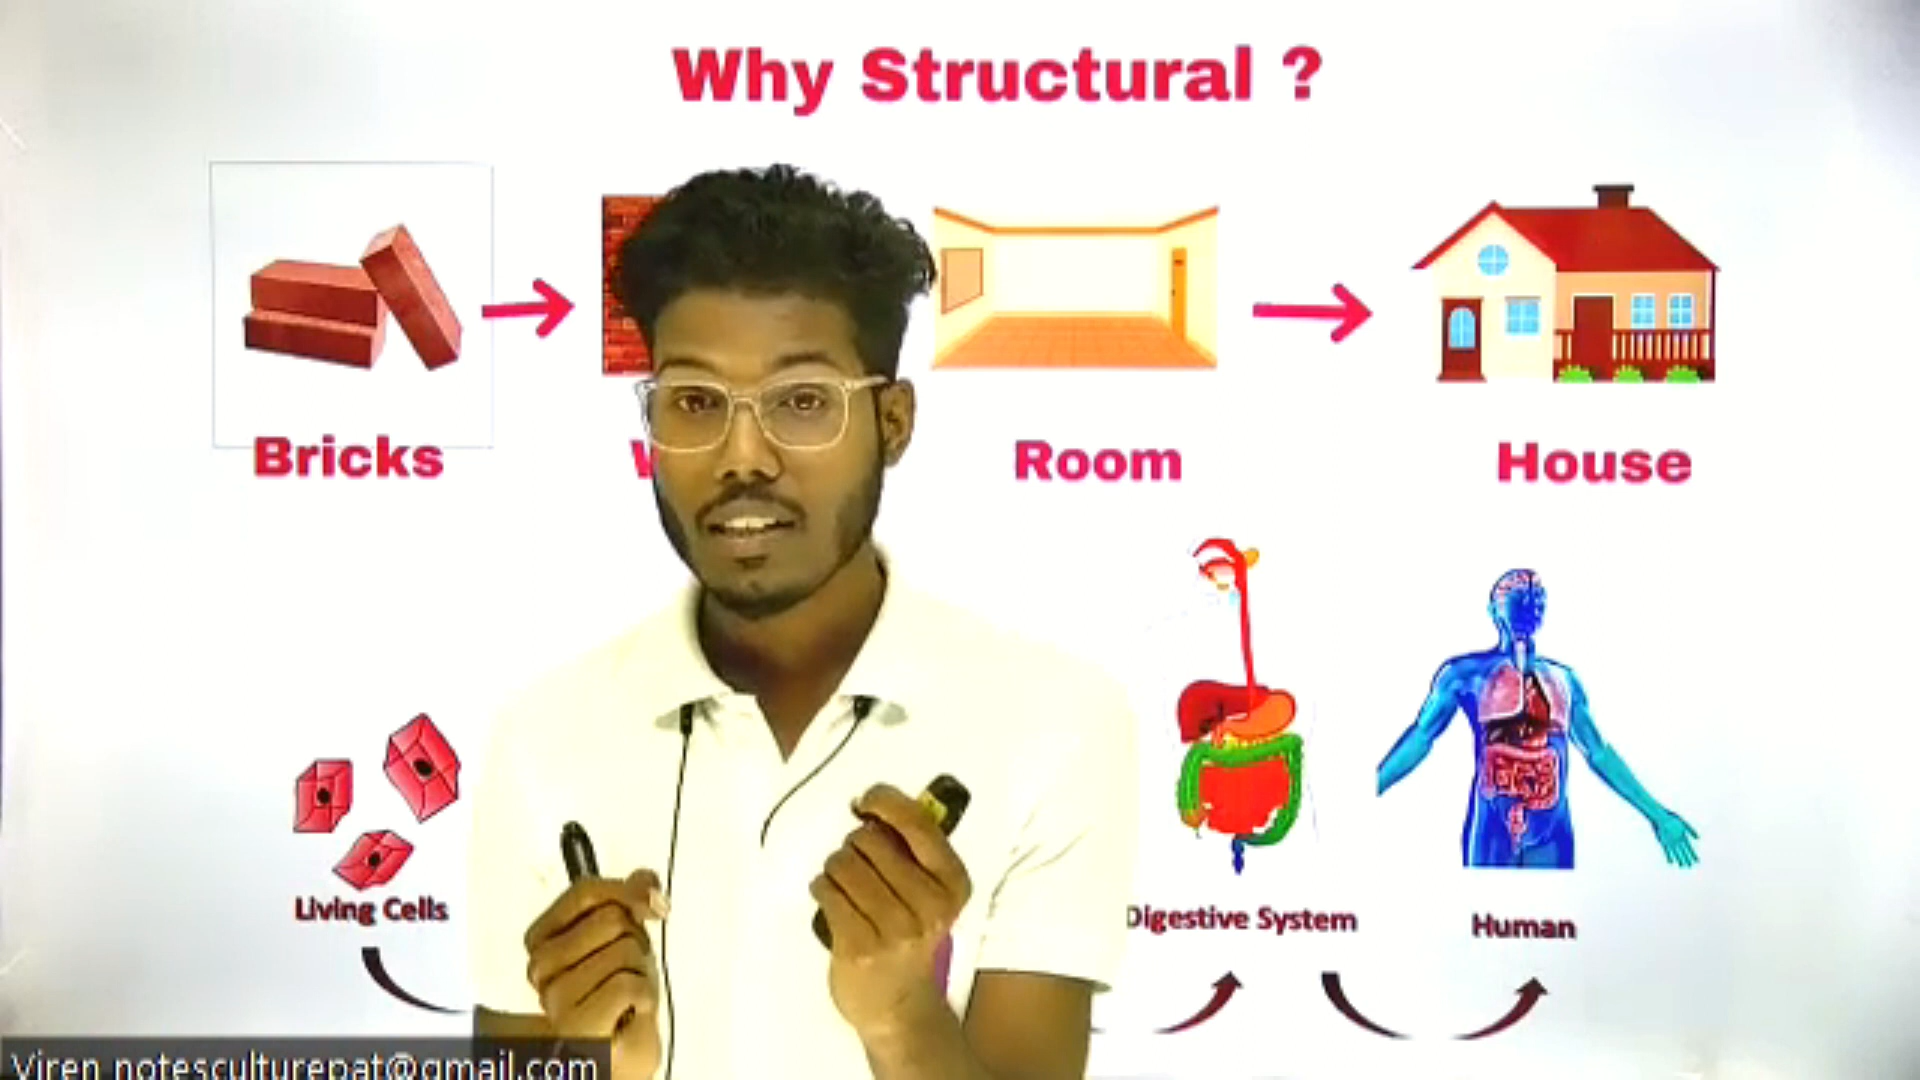 Why Structural ?
Bricks
Room
House
Living Cells
Digestive System
Human
Viren notesculturepat@gmail.com